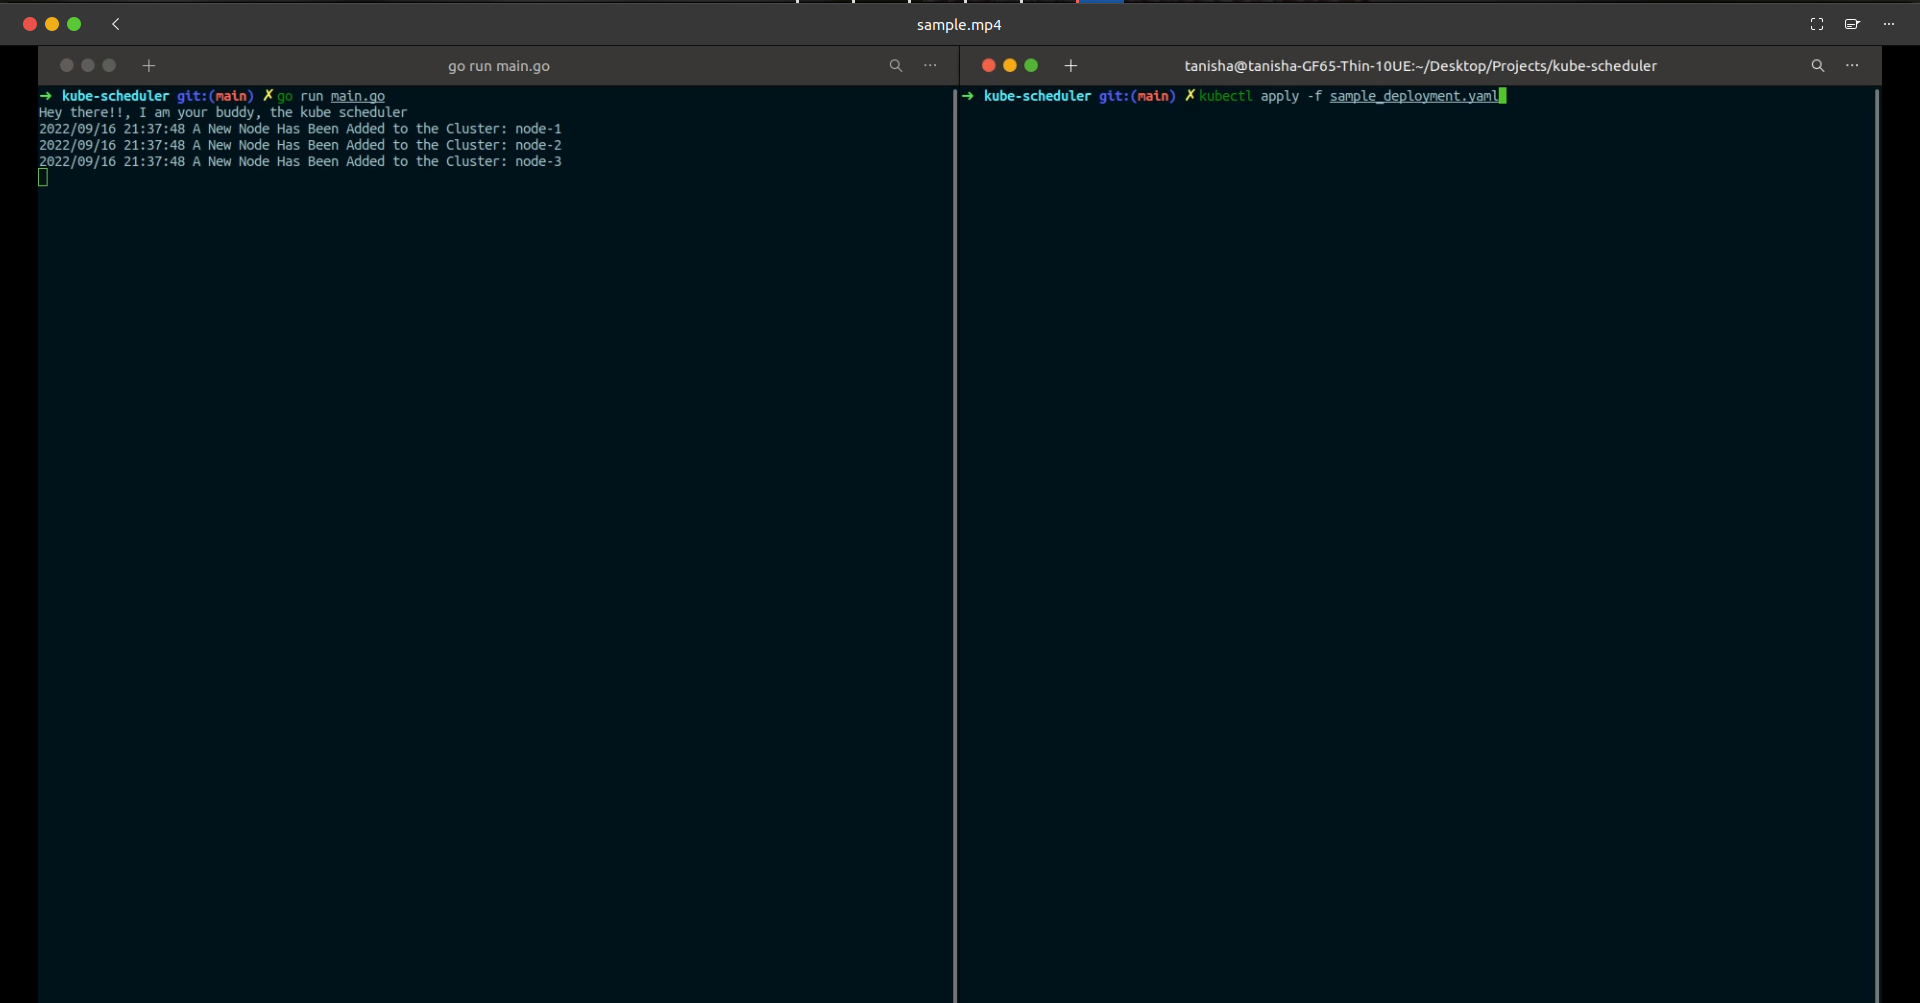 sample.mp4
go run main.go
➜ kube-scheduler git:(main) ✗ go run main.go
Hey there!!, I am your buddy, the kube scheduler
2022/09/16 21:37:48 A New Node Has Been Added to the Cluster: node-1
2022/09/16 21:37:48 A New Node Has Been Added to the Cluster: node-2
2022/09/16 21:37:48 A New Node Has Been Added to the Cluster: node-3
tanisha@tanisha-GF65-Thin-10UE:~/Desktop/Projects/kube-scheduler
➜ kube-scheduler git:(main) ✗ kubectl apply -f sample_deployment.yaml